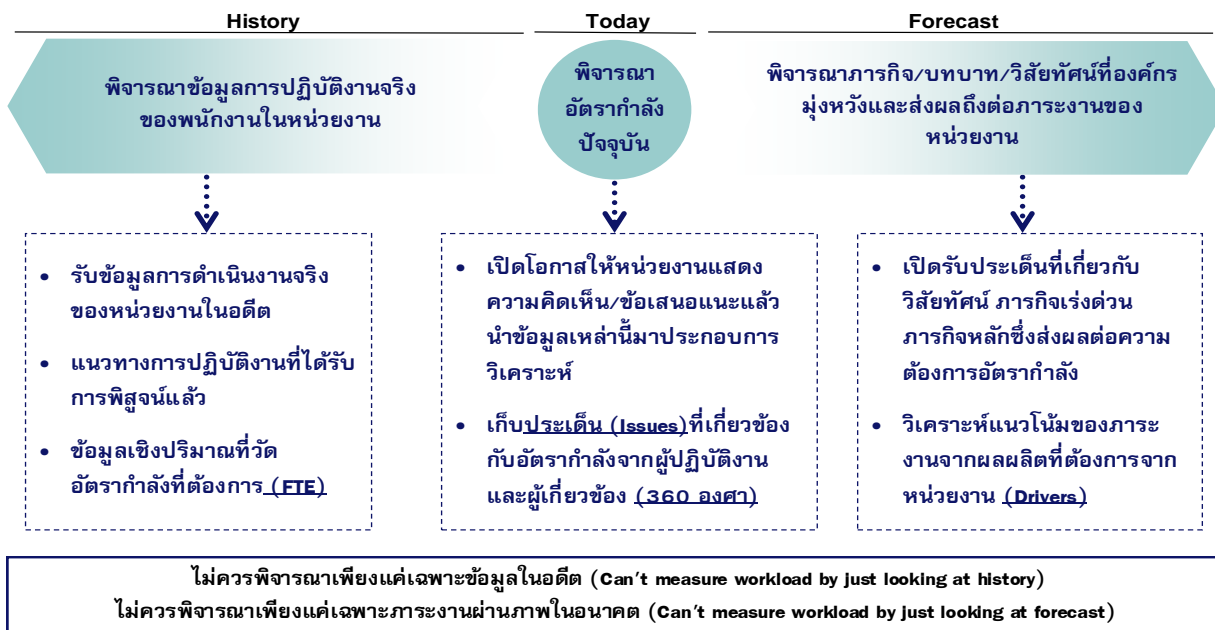 History
Today
Forecast
พิจารณาข้อมูลการปฏิบัติงานจริง
ของพนักงานในหน่วยงาน
พิจารณา
อัตรากำลัง
ปัจจุบัน
พิจารณาภารกิจ/บทบาท/วิสัยทัศน์ที่องค์กร
มุ่งหวังและส่งผลถึงต่อภาระงานของ
หน่วยงาน
• รับข้อมูลการดำเนินงานจริง
ของหน่วยงานในอดีต
• แนวทางการปฏิบัติงานที่ได้รับ
การพิสูจน์แล้ว
• ข้อมูลเชิงปริมาณที่วัด
อัตรากำลังที่ต้องการ (FTE)
• เปิดโอกาสให้หน่วยงานแสดง
ความคิดเห็น/ข้อเสนอแนะแล้ว
นำข้อมูลเหล่านี้มาประกอบการ
วิเคราะห์
• เก็บประเด็น (Issues)ที่เกี่ยวข้อง
กับอัตรากำลังจากผู้ปฏิบัติงาน
และผู้เกี่ยวข้อง (360 องศา)
• เปิดรับประเด็นที่เกี่ยวกับ
วิสัยทัศน์ ภารกิจเร่งด่วน
ภารกิจหลักซึ่งส่งผลต่อความ
ต้องการอัตรากำลัง
• วิเคราะห์แนวโน้มของภาระ
งานจากผลผลิตที่ต้องการจาก
หน่วยงาน (Drivers)
ไม่ควรพิจารณาเพียงแค่เฉพาะข้อมูลในอดีต (Can't measure workload by just looking at history)
ไม่ควรพิจารณาเพียงแค่เฉพาะภาระงานผ่านภาพในอนาคต (Can't measure workload by just looking at forecast)